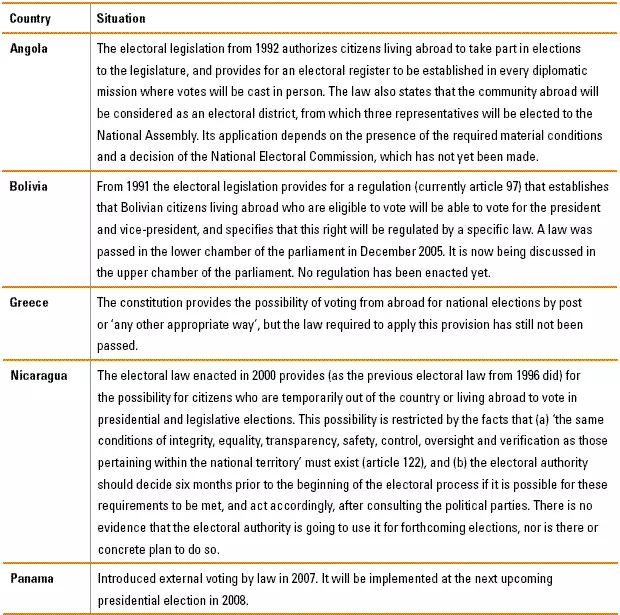 Country Situation
Angola The electoral legislation from 1992 authorizes citizens living abroad to take part in elections
to the legislature, and provides for an electoral register to be established in every diplomatic
mission where votes will be cast in person. The law also states that the community abroad will
be considered as an electoral district, from which three representatives will be elected to the
National Assembly. Its application depends on the presence of the required material conditions
and a decision of the National Electoral Commission, which has not yet been made.
Bolivia From 1991 the electoral legislation provides for a regulation (currently article 97) that establishes
that Bolivian citizens living abroad who are eligible to vote will be able to vote for the president
and vice-president, and specifies that this right will be regulated by a specific law. A law was
passed in the lower chamber of the parliament in December 2005. It is now being discussed in
the upper chamber of the parliament. No regulation has been enacted yet.
Greece The constitution provides the possibility of voting from abroad for national elections by post
or ‘any other appropriate way’, but the law required to apply this provision has still not been
passed.
Nicaragua The electoral law enacted in 2000 provides (as the previous electoral law from 1996 did) for
the possibility for citizens who are temporarily out of the country or living abroad to vote in
presidential and legislative elections. This possibility is restricted by the facts that (a) ‘the same
conditions of integrity, equality, transparency, safety, control, oversight and verification as those
pertaining within the national territory’ must exist (article 122), and (b) the electoral authority
should decide six months prior to the beginning of the electoral process if it is possible for these
requirements to be met, and act accordingly, after consulting the political parties. There is no
evidence that the electoral authority is going to use it for forthcoming elections, nor is there or
concrete plan to do so.
Panama Introduced external voting by law in 2007. It will be implemented at the next upcoming
presidential election in 2008.